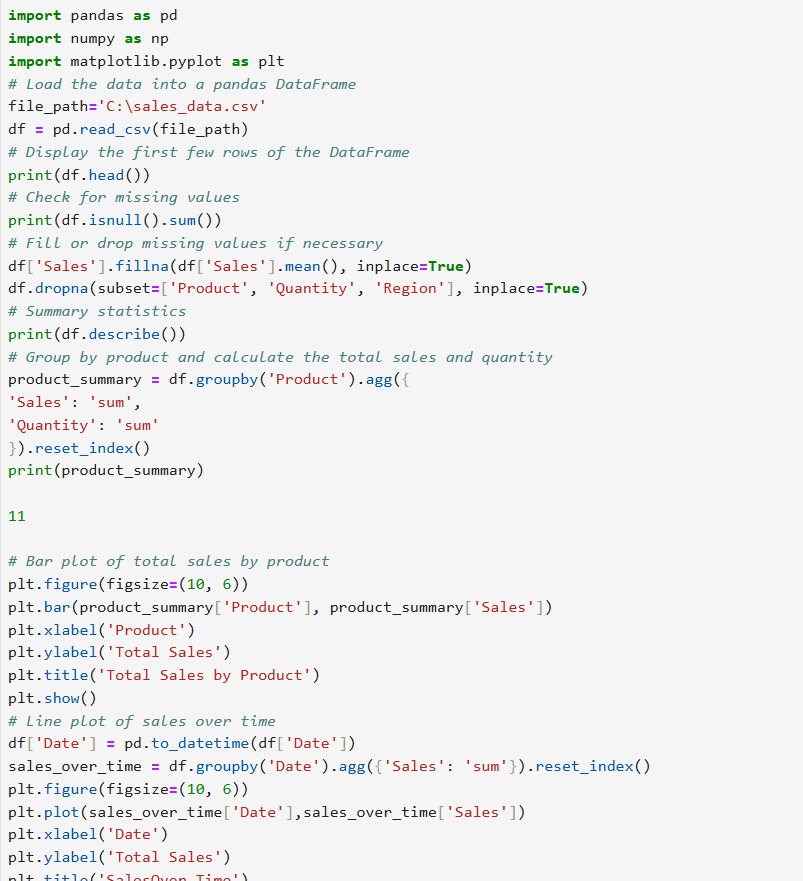 import pandas as pd
import numpy as np
import matplotlib.pyplot as plt
# Load the data into a pandas DataFrame
file_path='C:\sales_data.csv'
df = pd.read_csv(file_path)
# Display the first few rows of the DataFrame
print(df.head())
# Check for missing values
print(df.isnull().sum())
# Fill or drop missing values if necessary
df['Sales'].fillna(df['Sales'].mean(), inplace=True)
df.dropna(subset=['Product', 'Quantity', 'Region'], inplace=True)
# Summary statistics
print(df.describe())
# Group by product and calculate the total sales and quantity
product_summary = df.groupby('Product').agg({
'Sales': 'sum',
'Quantity': 'sum'
}).reset_index()
print(product_summary)
11
# Bar plot of total sales by product
plt.figure(figsize=(10, 6))
plt.bar(product_summary['Product'], product_summary['Sales'])
plt.xlabel('Product')
plt.ylabel('Total Sales')
plt.title('Total Sales by Product')
plt.show()
# Line plot of sales over time
df['Date'] = pd.to_datetime(df['Date'])
sales_over_time = df.groupby('Date').agg({'Sales': 'sum'}).reset_index()
plt.figure(figsize=(10, 6))
plt.plot(sales_over_time['Date'],sales_over_time['Sales'])
plt.xlabel('Date')
plt.ylabel('Total Sales')
plt.title('SalesOver Time')